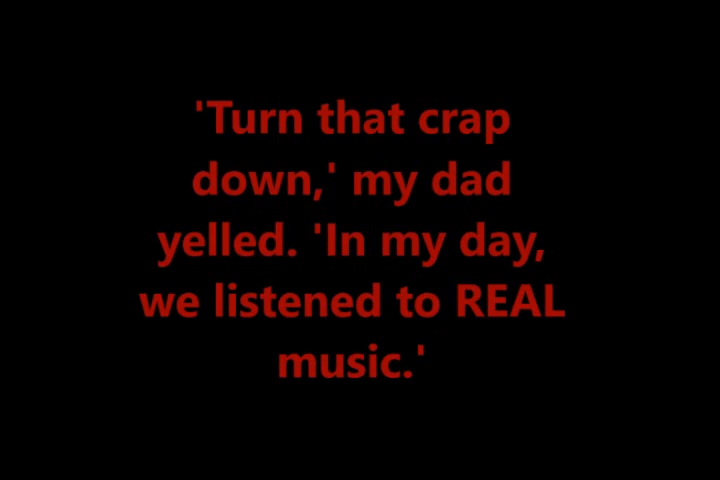 'Turn that crap
down,' my dad
yelled. 'In my day,
we listened to REAL
music.'